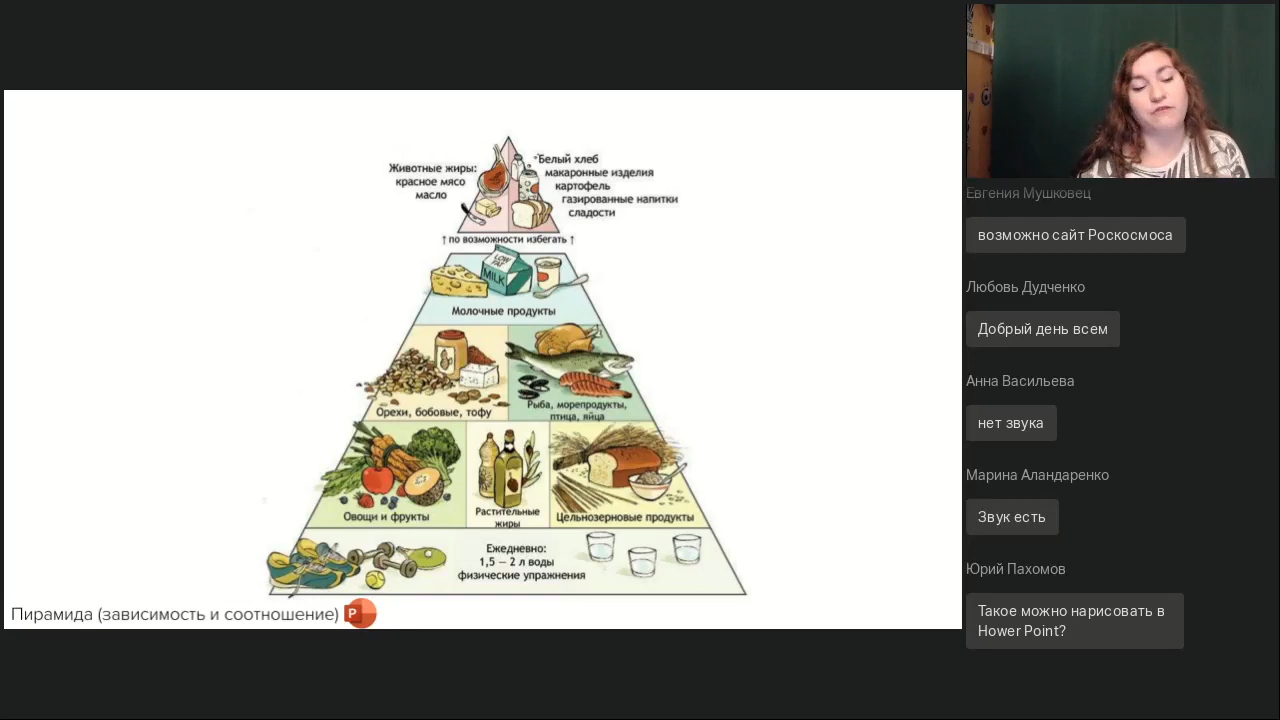 Животные жиры:
красное мясо
масло
Белый хлеб
макаронные изделия
картофель
газированные напитки
сладости
↑ по возможности избегать ↑
LOW
FAT
MILK
Молочные продукты
Орехи, бобовые, тофу
Рыба, морепродукты,
птица, яйца
Овощи и фрукты
Растительные
жиры
Цельнозерновые продукты
Ежедневно:
1,5 – 2 л воды
физические упражнения
Пирамида (зависимость и соотношение)
P
Евгения Мушковец
возможно сайт Роскосмоса
Любовь Дудченко
Добрый день всем
Анна Васильева
нет звука
Марина Аландаренко
Звук есть
Юрий Пахомов
Такое можно нарисовать в
Hower Point?